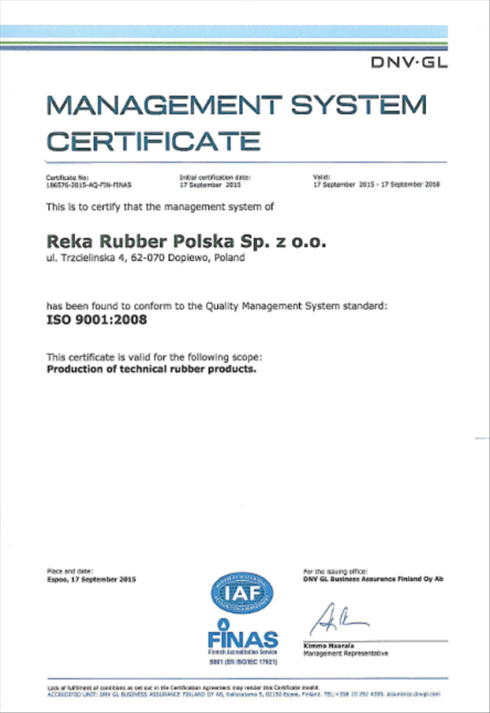 DNV·GL
MANAGEMENT SYSTEM
CERTIFICATE
Certificate No: Initial certification date: Valid:
186576-2015-AQ-FIN-FINAS 17 September 2015 17 September 2015 - 17 September 2018
This is to certify that the management system of
Reka Rubber Polska Sp. z o.o.
ul. Trzcielinska 4, 62-070 Dopiewo, Poland
has been found to conform to the Quality Management System standard:
ISO 9001:2008
This certificate is valid for the following scope:
Production of technical rubber products.
Place and date: For the issuing office:
Espoo, 17 September 2015 DNV GL Business Assurance Finland Oy Ab
IAF
FINAS
Finnish Accreditation Service
S001 (EN ISO/IEC 17021)
Kimmo Haarala
Management Representative
Lack of fulfilment of conditions as set out in the Certification Agreement may render this Certificate invalid.
ACCREDITED UNIT: DNV GL BUSINESS ASSURANCE FINLAND OY AB, Keilasatama 5, 02150 Espoo, Finland. TEL:+358 10 292 4200. assurance.dnvgl.com